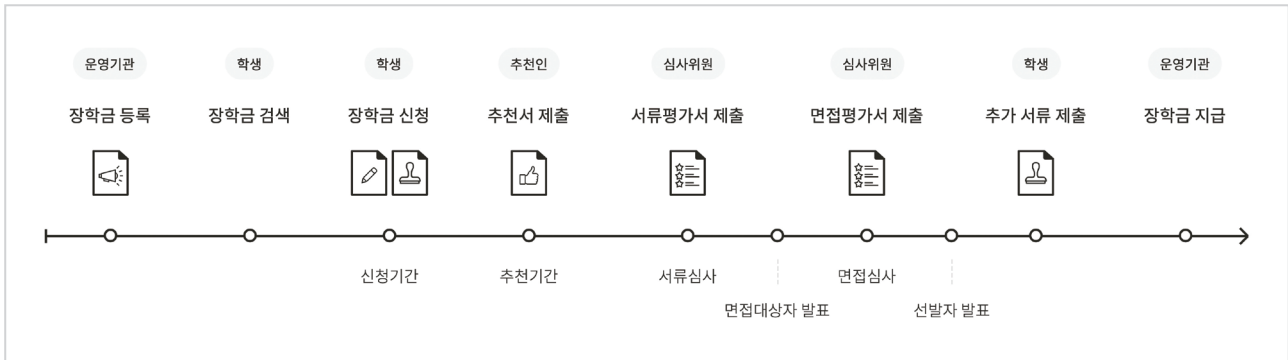 운영기관
학생
학생
추천인
심사위원
심사위원
학생
운영기관
장학금 등록
장학금 검색
장학금 신청
추천서 제출
서류평가서 제출
면접평가서 제출
추가 서류 제출
장학금 지급
신청기간
추천기간
서류심사
면접심사
면접대상자 발표
선발자 발표